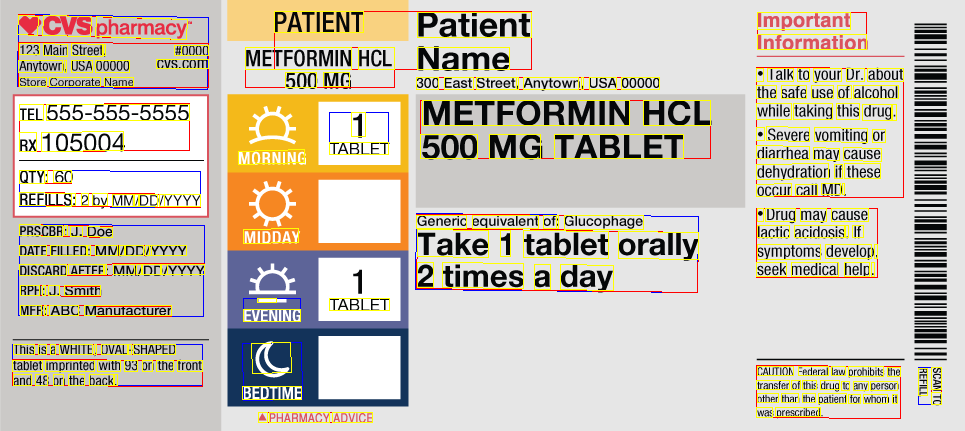 CVS pharmacy
123 Main Street, #0000
Anytown, USA 00000 cvs.com
Store Corporate Name
TEL 555-555-5555
RX 105004
QTY: 60
REFILLS: 2 by MM/DD/YYYY
PRSCBR: J. Doe
DATE FILLED: MM/DD/YYYY
DISCARD AFTER: MM/DD/YYYY
RPH: J. Smith
MFR: ABC Manufacturer
This is a WHITE, OVAL-SHAPED
tablet imprinted with 93 on the front
and 48 on the back.
PATIENT
METFORMIN HCL
500 MG
MORNING
1
TABLET
MIDDAY
EVENING
1
TABLET
BEDTIME
PHARMACY ADVICE
Patient
Name
300 East Street, Anytown, USA 00000
METFORMIN HCL
500 MG TABLET
Generic equivalent of: Glucophage
Take 1 tablet orally
2 times a day
Important
Information
• Talk to your Dr. about
the safe use of alcohol
while taking this drug.
• Severe vomiting or
diarrhea may cause
dehydration if these
occur call MD.
• Drug may cause
lactic acidosis. If
symptoms develop,
seek medical help.
CAUTION Federal law prohibits the
transfer of this drug to any person
other than the patient for whom it
was prescribed.
SCAN TO
REFILL